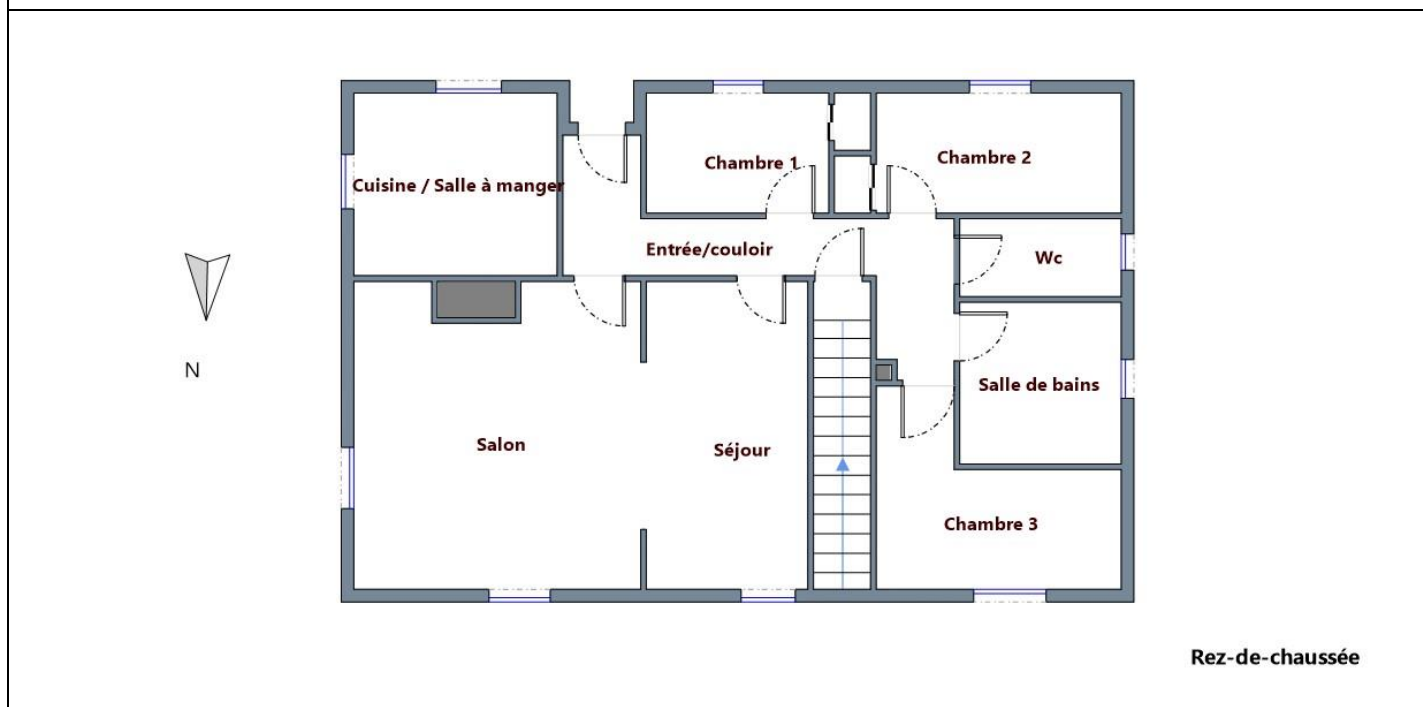 Chambre 1
Chambre 2
Cuisine / Salle à manger
Entrée/couloir
Wc
N
Salle de bains
Salon
Séjour
Chambre 3
Rez-de-chaussée